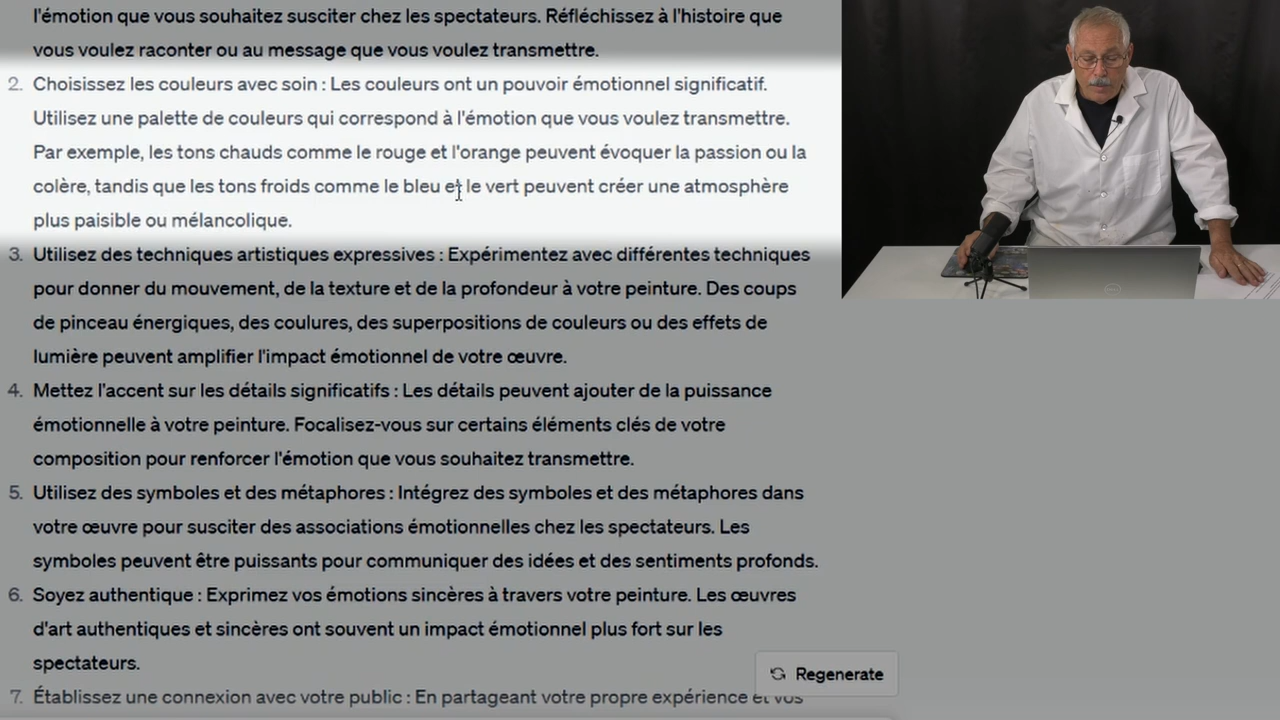 l'émotion que vous souhaitez susciter chez les spectateurs. Réfléchissez à l'histoire que
vous voulez raconter ou au message que vous voulez transmettre.
2. Choisissez les couleurs avec soin : Les couleurs ont un pouvoir émotionnel significatif.
Utilisez une palette de couleurs qui correspond à l'émotion que vous voulez transmettre.
Par exemple, les tons chauds comme le rouge et l'orange peuvent évoquer la passion ou la
colère, tandis que les tons froids comme le bleu et le vert peuvent créer une atmosphère
plus paisible ou mélancolique.
3. Utilisez des techniques artistiques expressives : Expérimentez avec différentes techniques
pour donner du mouvement, de la texture et de la profondeur à votre peinture. Des coups
de pinceau énergiques, des coulures, des superpositions de couleurs ou des effets de
lumière peuvent amplifier l'impact émotionnel de votre œuvre.
4. Mettez l'accent sur les détails significatifs : Les détails peuvent ajouter de la puissance
émotionnelle à votre peinture. Focalisez-vous sur certains éléments clés de votre
composition pour renforcer l'émotion que vous souhaitez transmettre.
5. Utilisez des symboles et des métaphores : Intégrez des symboles et des métaphores dans
votre œuvre pour susciter des associations émotionnelles chez les spectateurs. Les
symboles peuvent être puissants pour communiquer des idées et des sentiments profonds.
6. Soyez authentique : Exprimez vos émotions sincères à travers votre peinture. Les œuvres
d'art authentiques et sincères ont souvent un impact émotionnel plus fort sur les
spectateurs.
Regenerate
7. Établissez une connexion avec votre public : En partageant votre propre expérience et vos